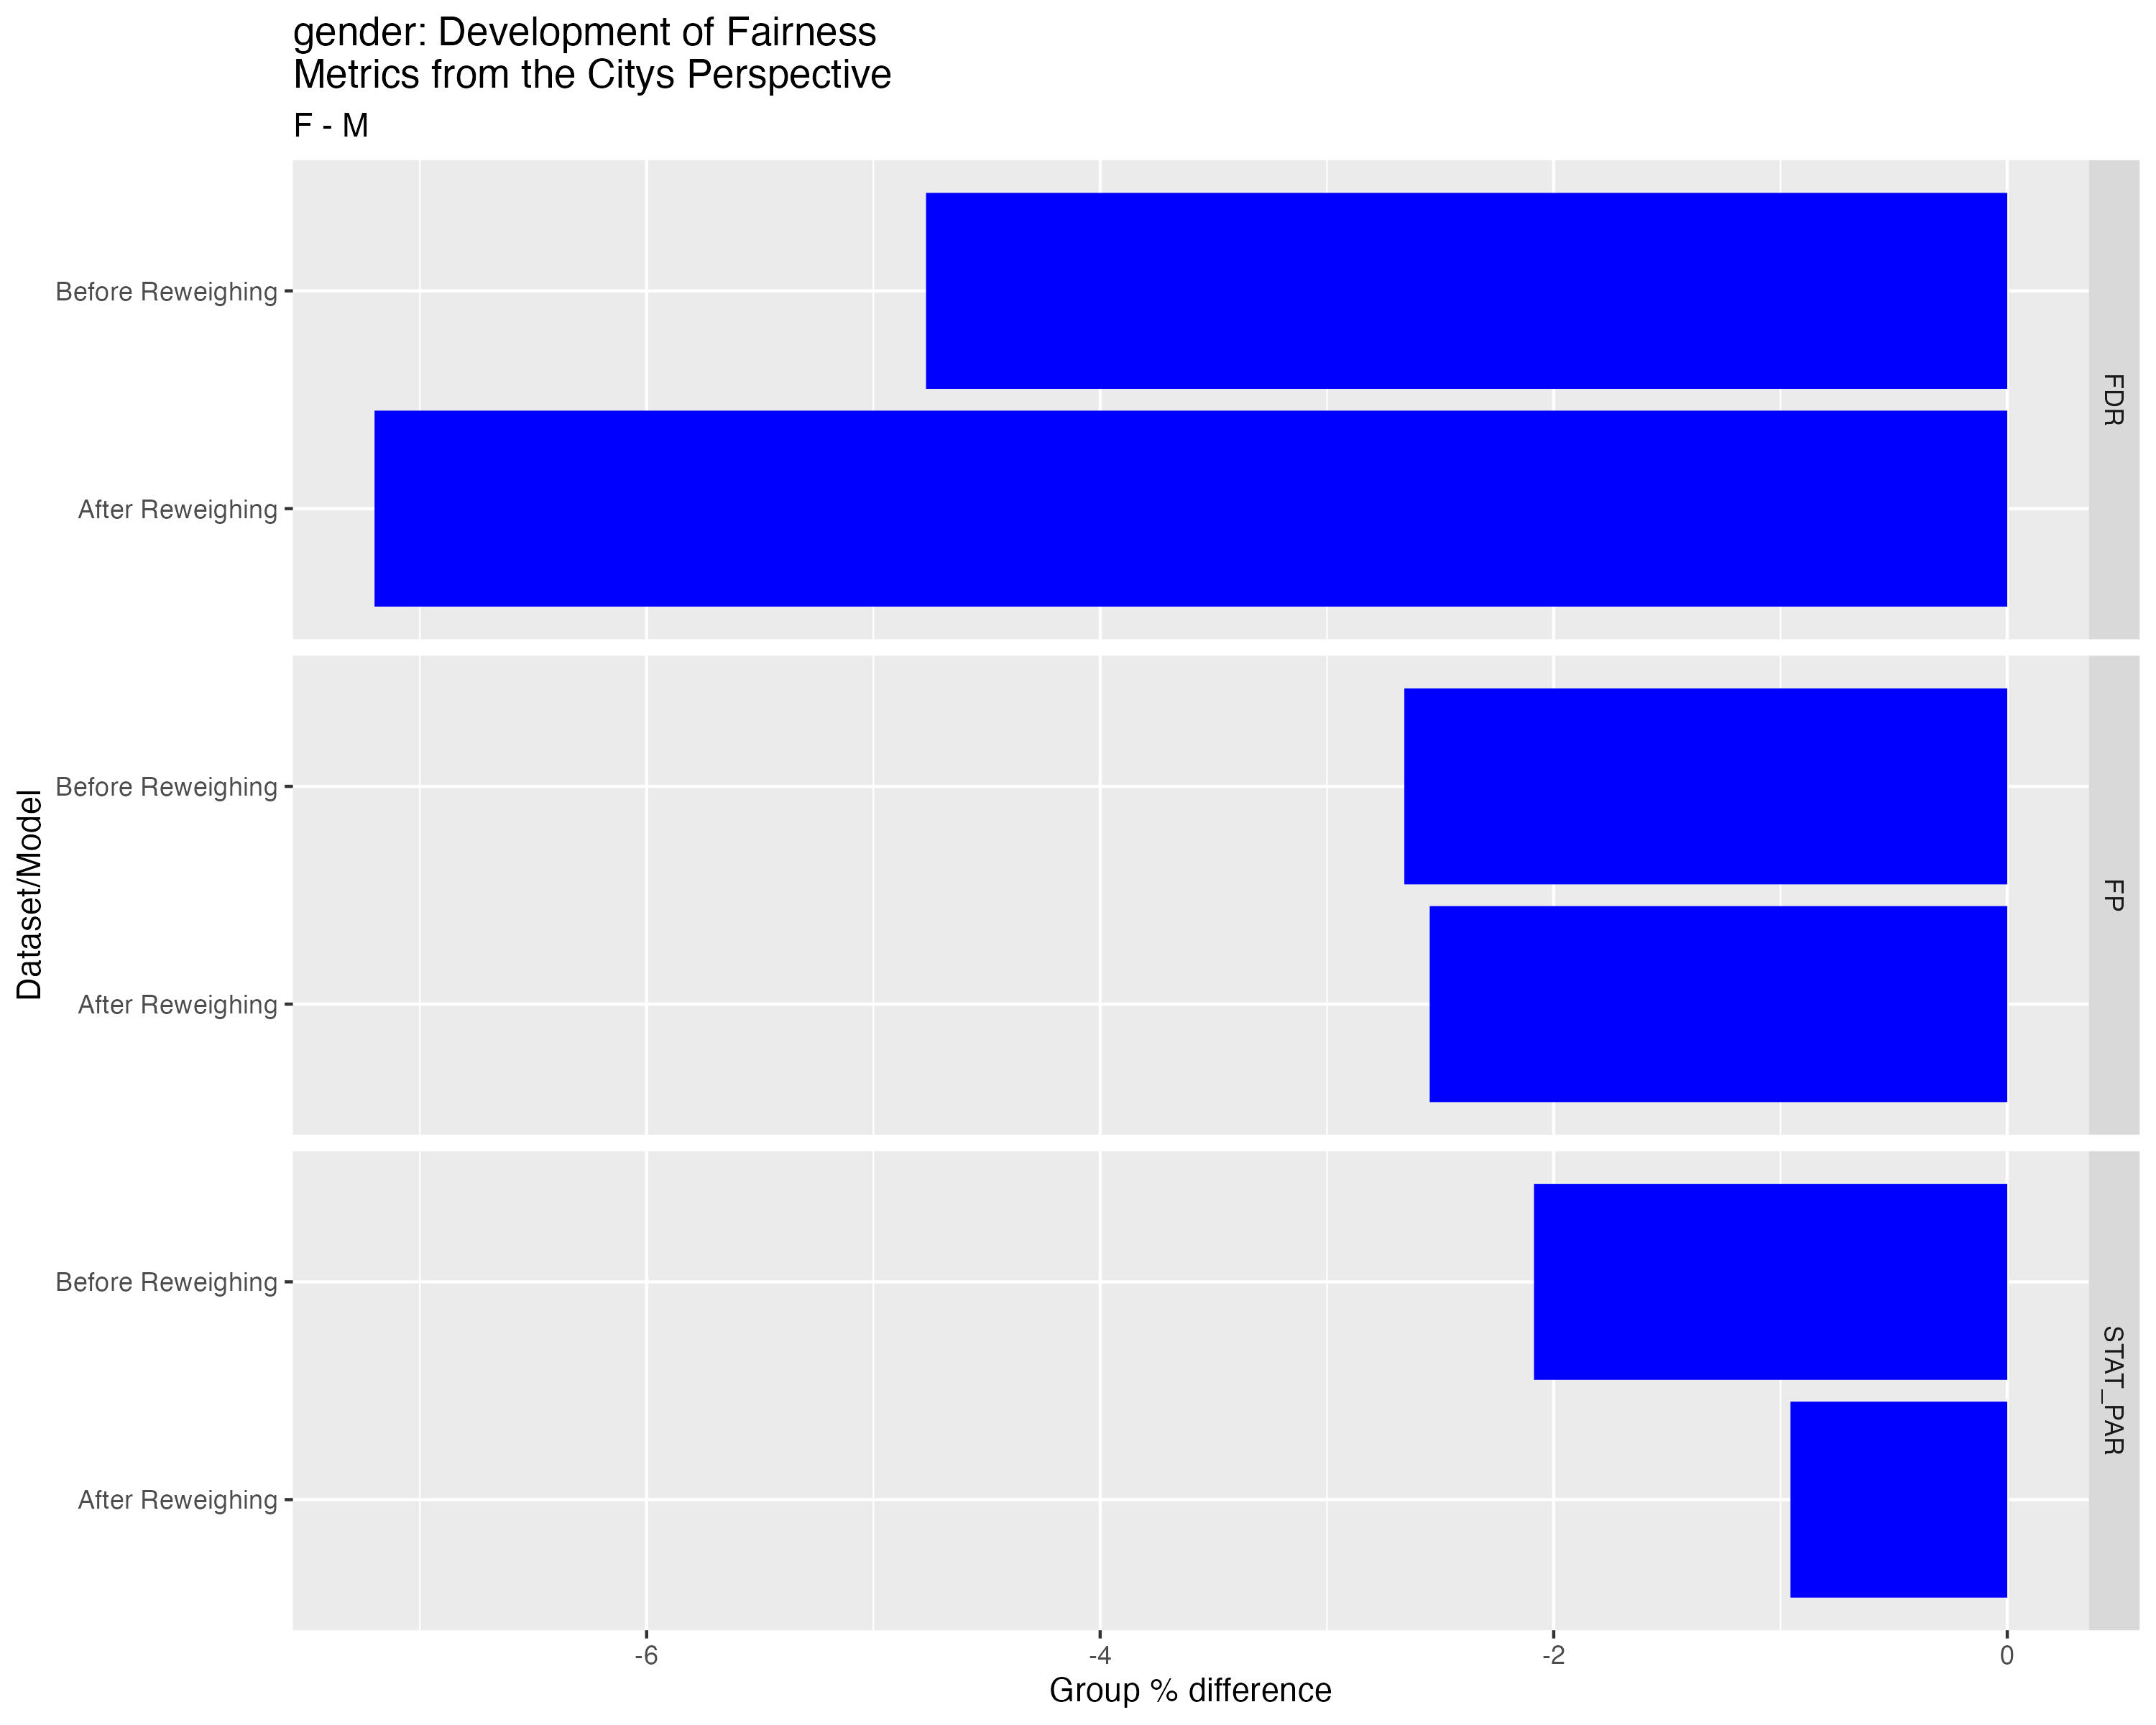 gender: Development of Fairness
Metrics from the Citys Perspective
F - M
Before Reweighing
After Reweighing
FDR
Before Reweighing
After Reweighing
FP
Before Reweighing
After Reweighing
STAT_PAR
Dataset/Model
-6
-4
-2
0
Group % difference